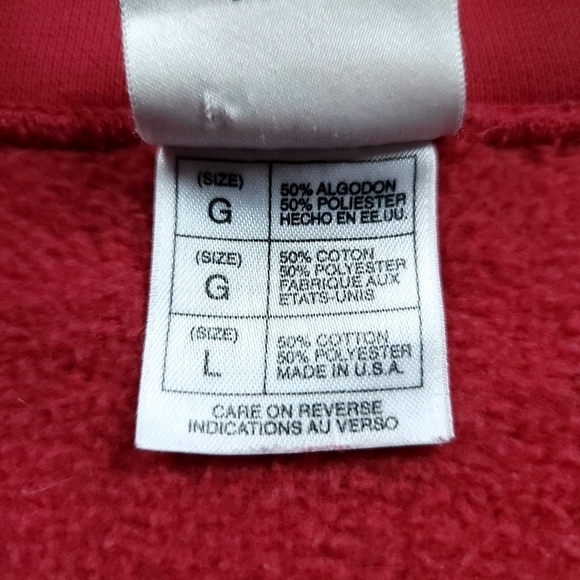 (SIZE)
G
50% ALGODON
50% POLIESTER
HECHO EN EE.UU.
(SIZE)
G
50% COTON
50% POLYESTER
FABRIQUE AUX
ETATS-UNIS
(SIZE)
L
50% COTTON
50% POLYESTER
MADE IN U.S.A.
CARE ON REVERSE
INDICATIONS AU VERSO